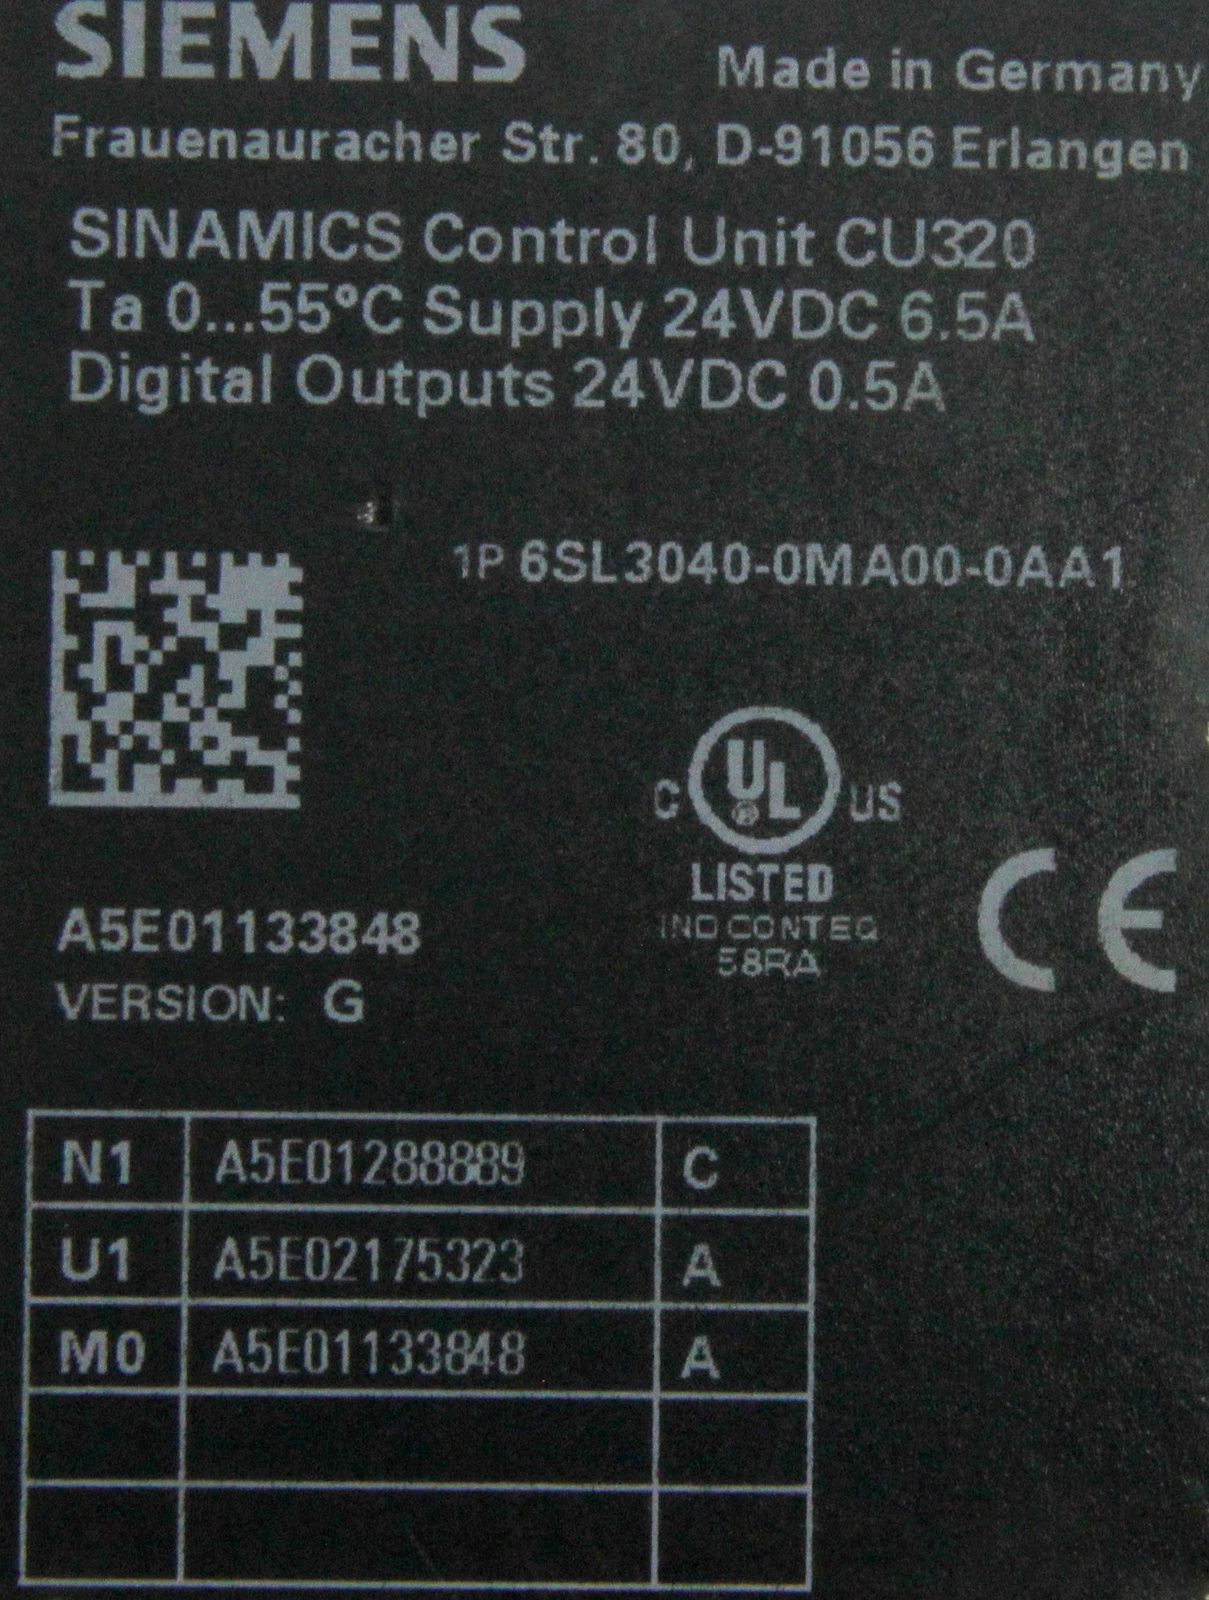 SIEMENS
Made in Germany
Frauenauracher Str. 80, D-91056 Erlangen
SINAMICS Control Unit CU320
Ta 0...55°C Supply 24VDC 6.5A
Digital Outputs 24VDC 0.5A
1P 6SL3040-0MA00-0AA1
C UL US
®
LISTED
IND CONT EQ
58RA
CE
A5E01133848
VERSION: G
N1 A5E01288889 C
U1 A5E02175323 A
M0 A5E01133848 A